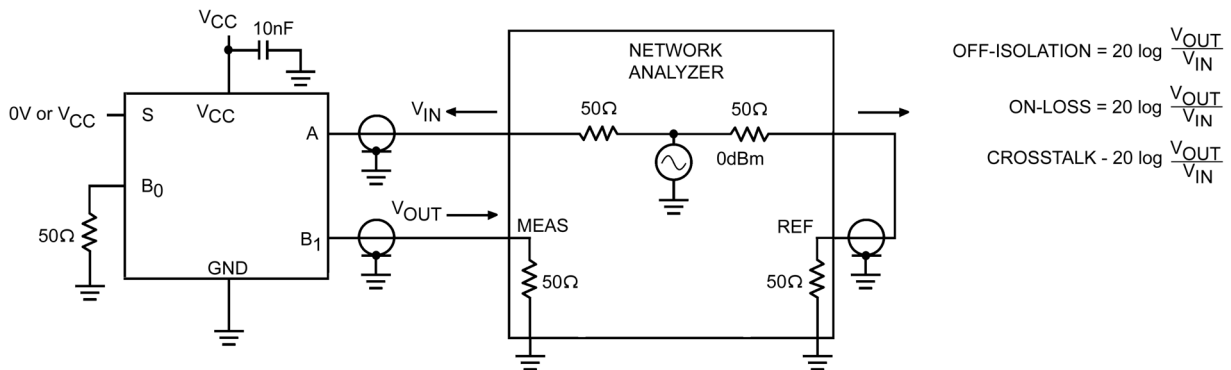 VCC
10nF
NETWORK
ANALYZER
OFF-ISOLATION = 20 log VOUT
VIN
0V or VCC
S
VCC
A
VIN
50Ω
50Ω
0dBm
ON-LOSS = 20 log VOUT
VIN
CROSSTALK - 20 log VOUT
VIN
B0
50Ω
VOUT
MEAS
REF
B1
GND
50Ω
50Ω